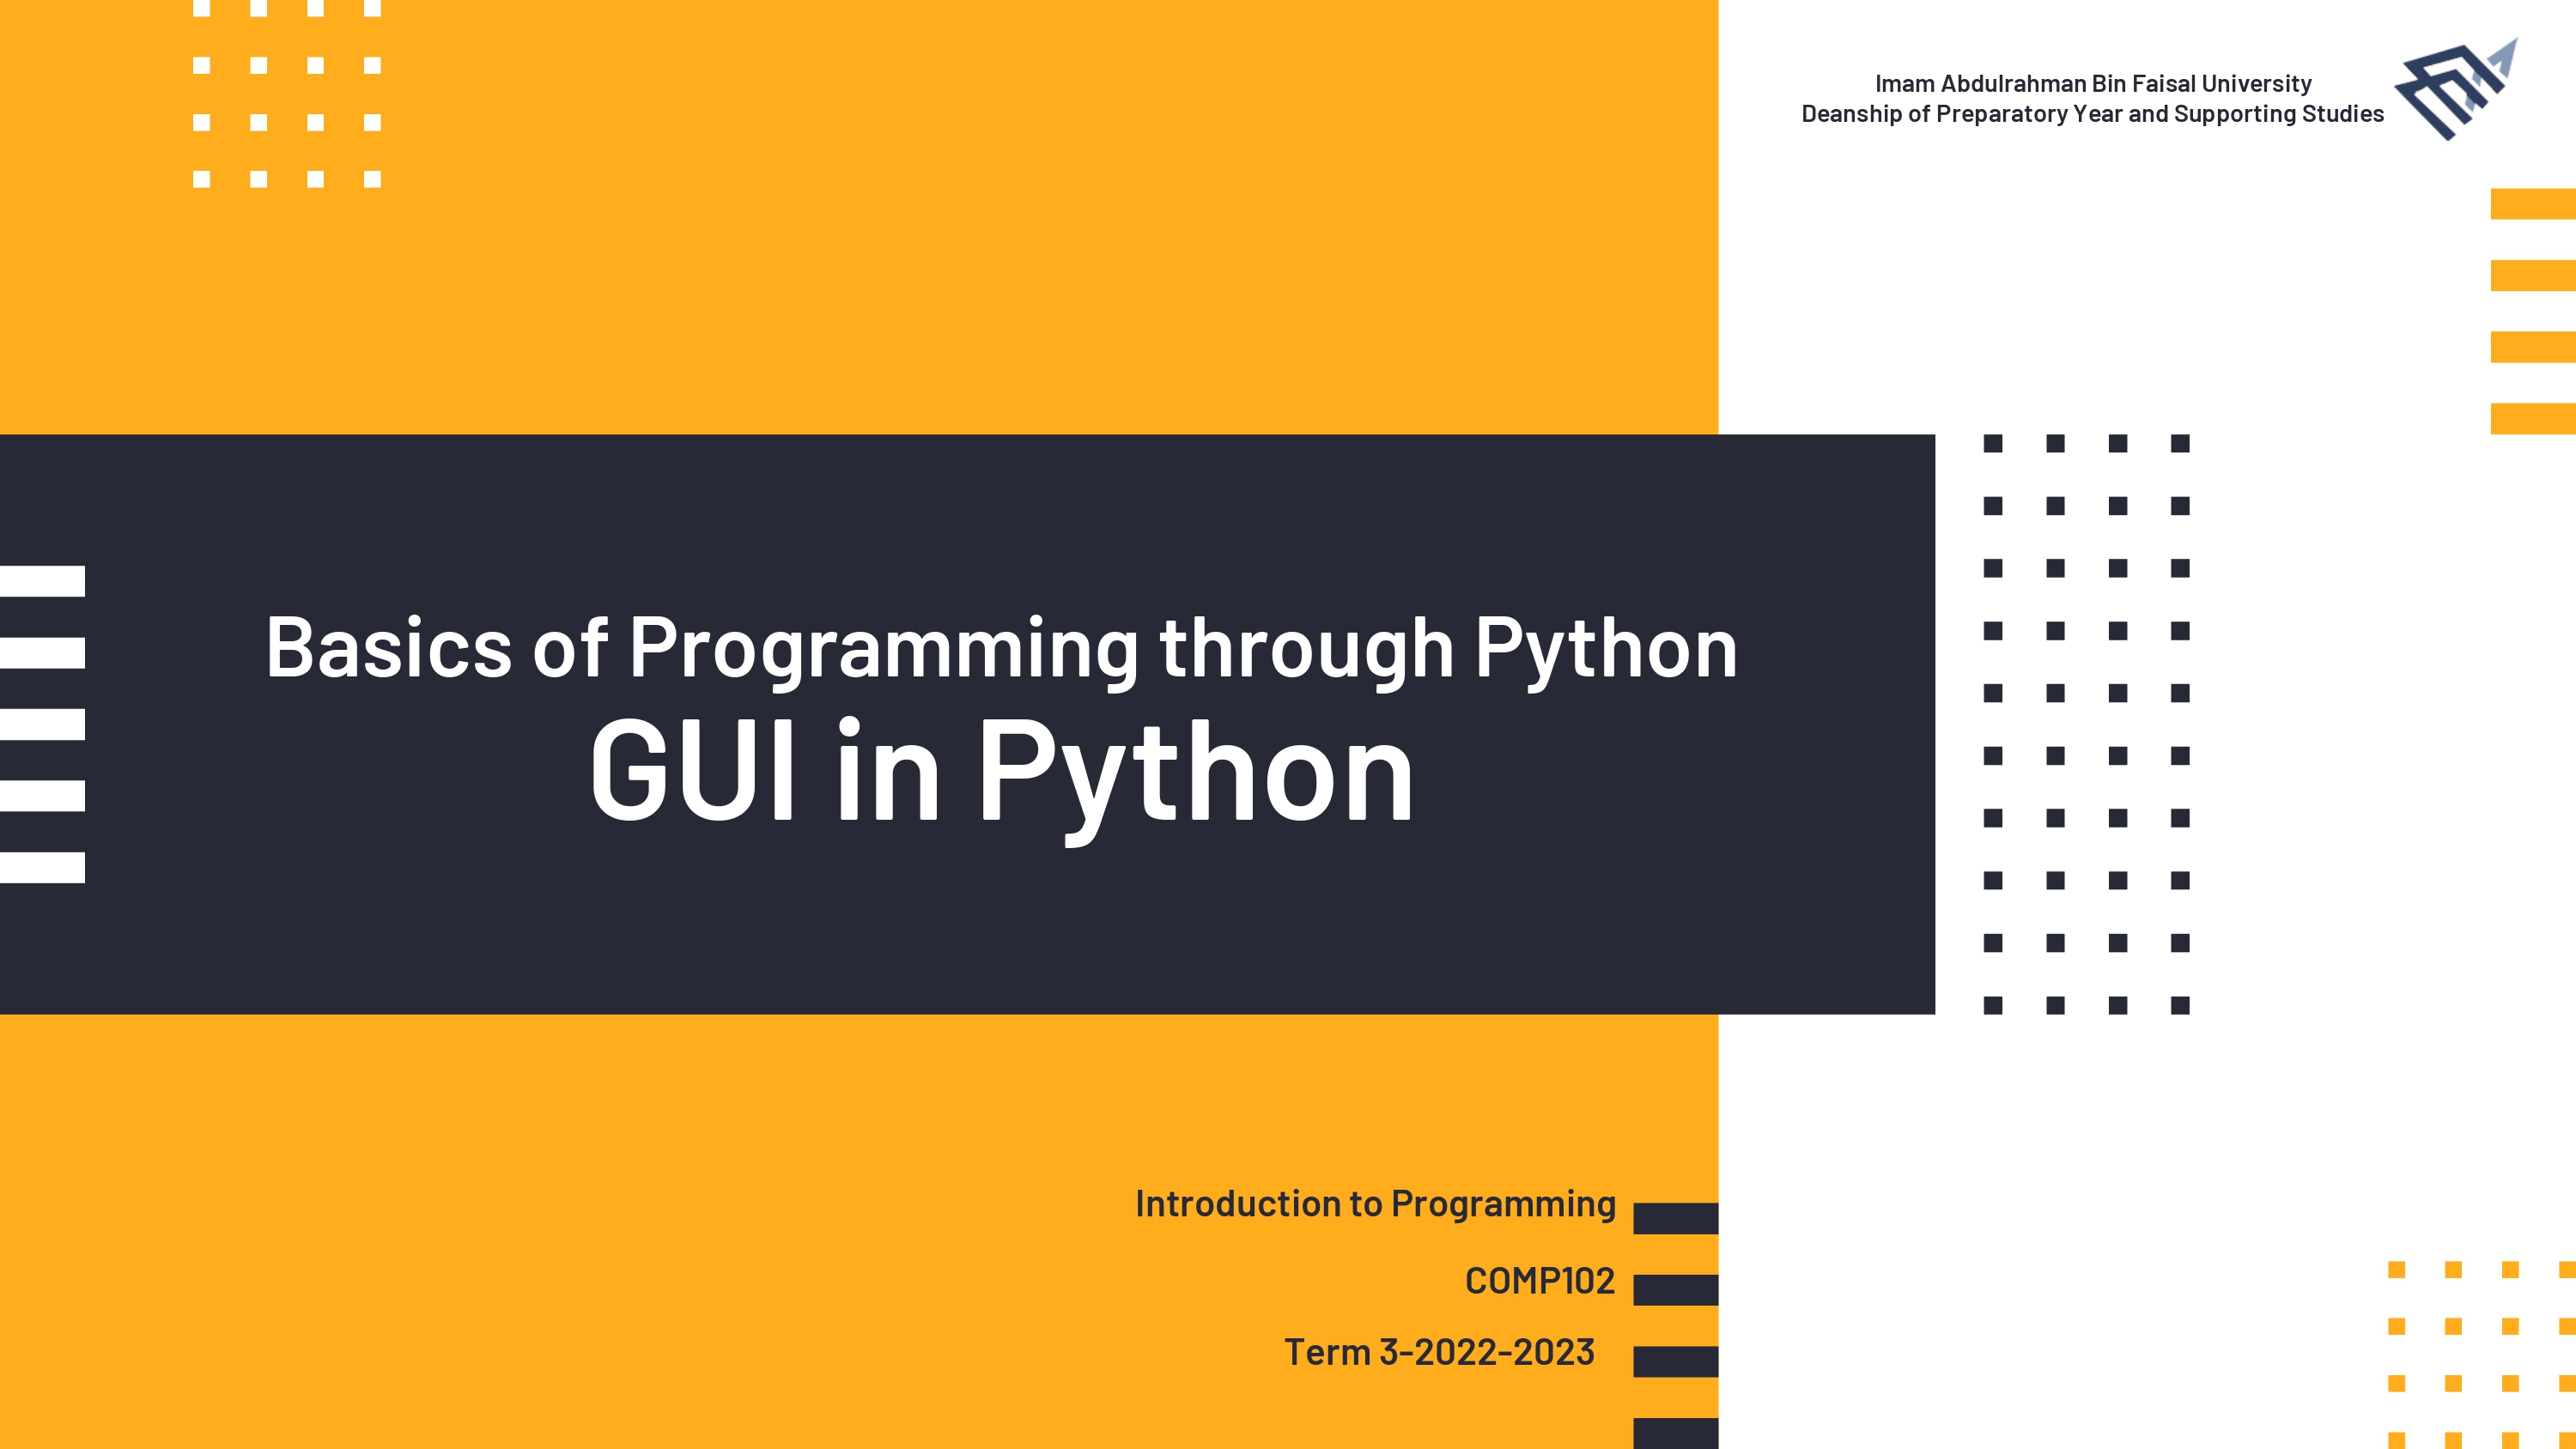 Imam Abdulrahman Bin Faisal University
Deanship of Preparatory Year and Supporting Studies
Basics of Programming through Python
GUI in Python
Introduction to Programming
COMP102
Term 3-2022-2023